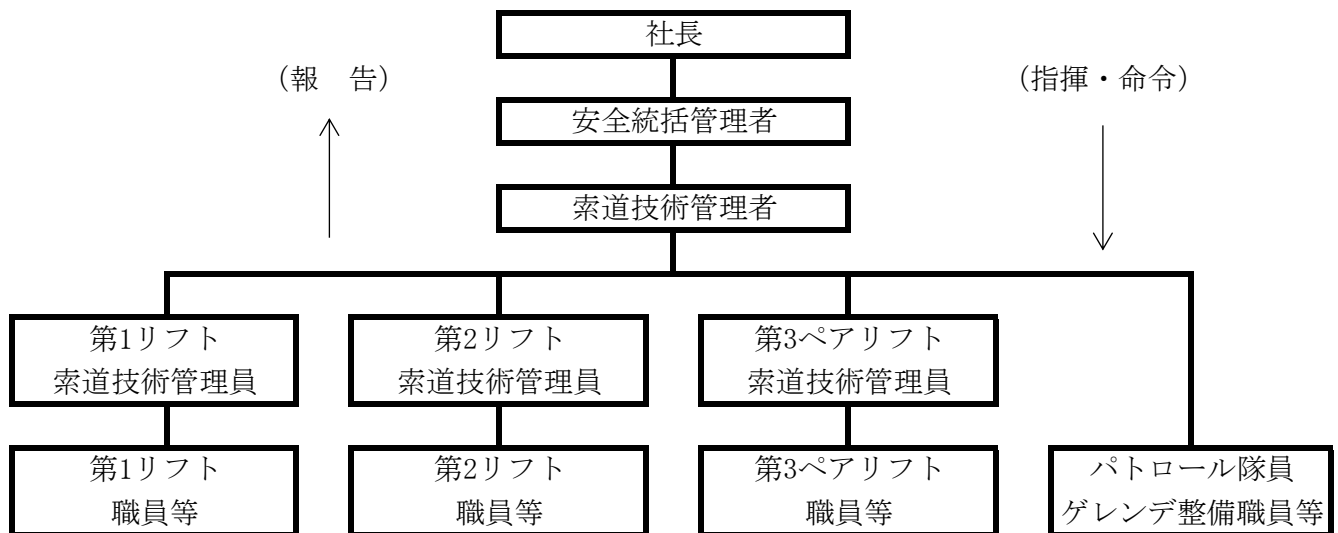 社長
(報　告)
(指揮・命令)
安全統括管理者
索道技術管理者
第1リフト
索道技術管理員
第2リフト
索道技術管理員
第3ペアリフト
索道技術管理員
第1リフト
職員等
第2リフト
職員等
第3ペアリフト
職員等
パトロール隊員
ゲレンデ整備職員等